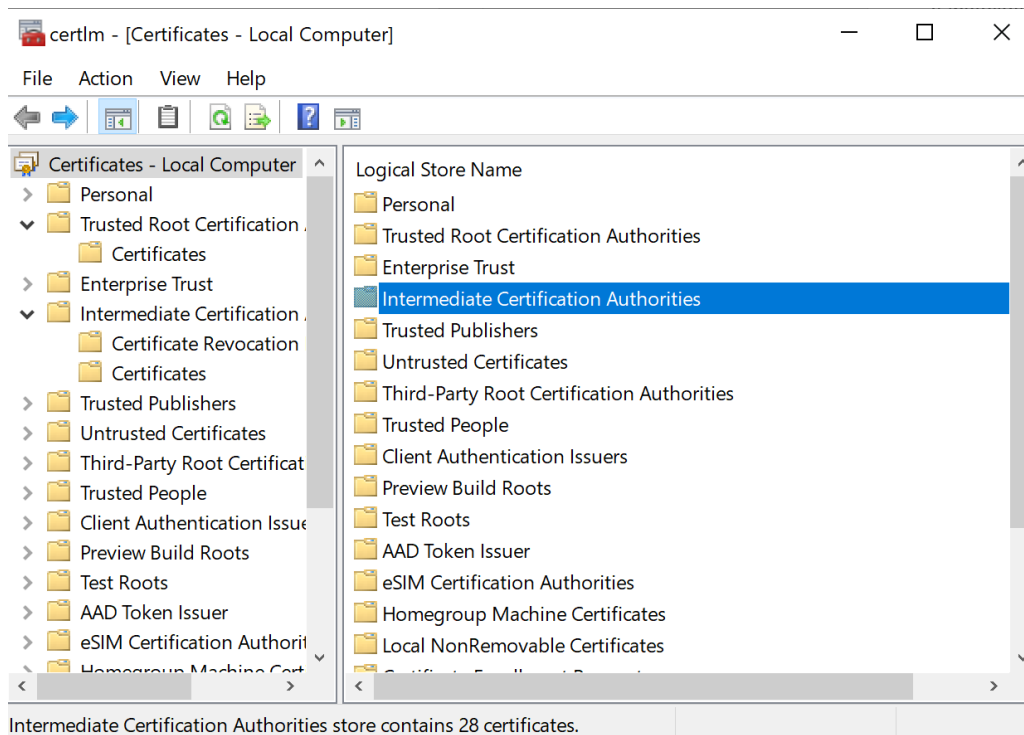 certlm - [Certificates - Local Computer]
File Action View Help
Certificates - Local Computer
Personal
Trusted Root Certification
Certificates
Enterprise Trust
Intermediate Certification
Certificate Revocation
Certificates
Trusted Publishers
Untrusted Certificates
Third-Party Root Certificat
Trusted People
Client Authentication Issue
Preview Build Roots
Test Roots
AAD Token Issuer
eSIM Certification Authorit
Homegroup Machine Cert
Logical Store Name
Personal
Trusted Root Certification Authorities
Enterprise Trust
Intermediate Certification Authorities
Trusted Publishers
Untrusted Certificates
Third-Party Root Certification Authorities
Trusted People
Client Authentication Issuers
Preview Build Roots
Test Roots
AAD Token Issuer
eSIM Certification Authorities
Homegroup Machine Certificates
Local NonRemovable Certificates
Intermediate Certification Authorities store contains 28 certificates.